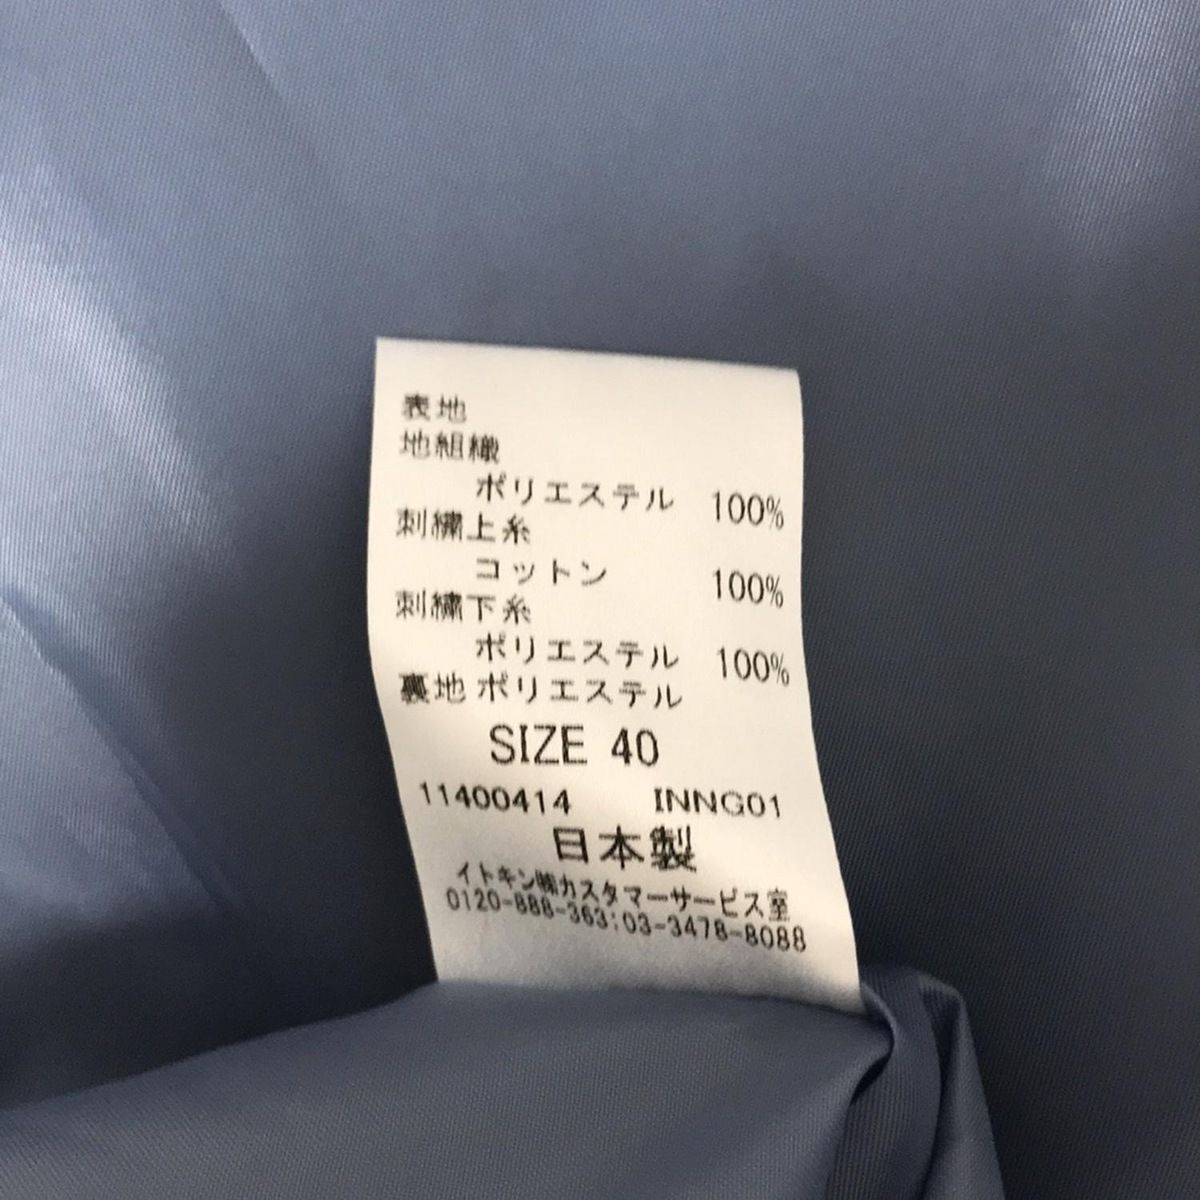 表地
地組織
ポリエステル 100%
刺繍上糸
コットン 100%
刺繍下糸
ポリエステル 100%
裏地 ポリエステル
SIZE 40
11400414 INNG01
日本製
イトキン㈱カスタマーサービス室
0120-888-363:03-3478-8088